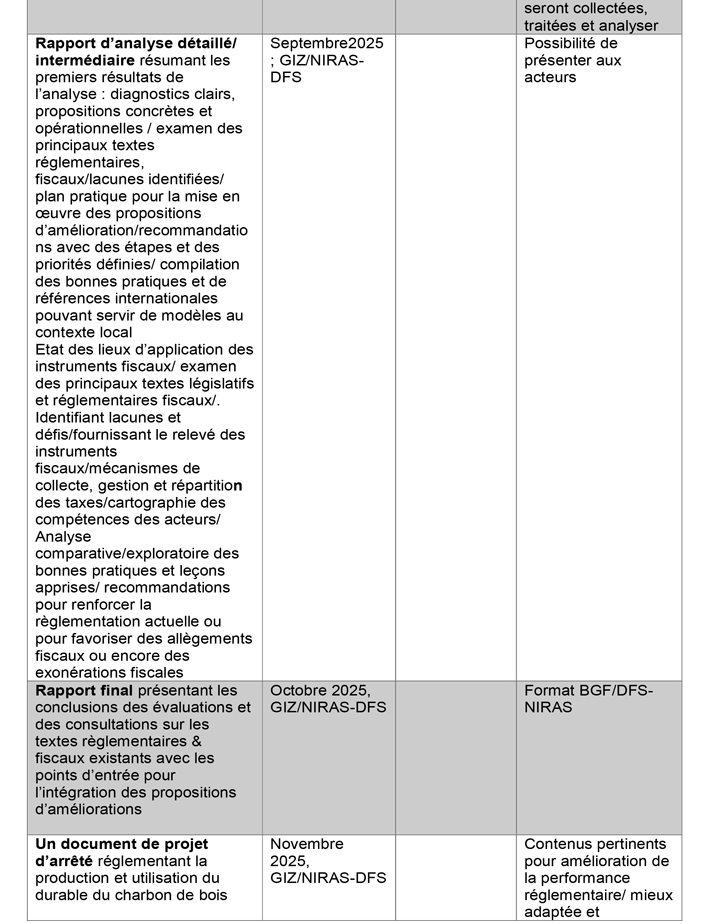 seront collectées,
traitées et analyser
Rapport d’analyse détaillé/
intermédiaire résumant les
premiers résultats de
l’analyse : diagnostics clairs,
propositions concrètes et
opérationnelles / examen des
principaux textes
réglementaires,
fiscaux/lacunes identifiées/
plan pratique pour la mise en
œuvre des propositions
d’amélioration/recommandatio
ns avec des étapes et des
priorités définies/ compilation
des bonnes pratiques et de
références internationales
pouvant servir de modèles au
contexte local
Etat des lieux d’application des
instruments fiscaux/ examen
des principaux textes législatifs
et réglementaires fiscaux/.
Identifiant lacunes et
défis/fournissant le relevé des
instruments
fiscaux/mécanismes de
collecte, gestion et répartition
des taxes/cartographie des
compétences des acteurs/
Analyse
comparative/exploratoire des
bonnes pratiques et leçons
apprises/ recommandations
pour renforcer la
règlementation actuelle ou
pour favoriser des allègements
fiscaux ou encore des
exonérations fiscales
Septembre2025
; GIZ/NIRAS-
DFS
Possibilité de
présenter aux
acteurs
Rapport final présentant les
conclusions des évaluations et
des consultations sur les
textes règlementaires &
fiscaux existants avec les
points d’entrée pour
l’intégration des propositions
d’améliorations
Octobre 2025,
GIZ/NIRAS-DFS
Format BGF/DFS-
NIRAS
Un document de projet
d’arrêté réglementant la
production et utilisation du
durable du charbon de bois
Novembre
2025,
GIZ/NIRAS-DFS
Contenus pertinents
pour amélioration de
la performance
réglementaire/ mieux
adaptée et